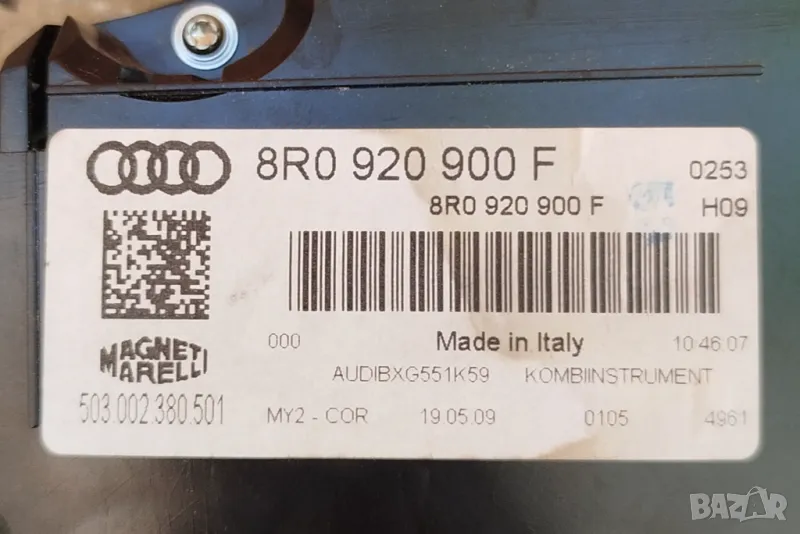 8R0 920 900 F
0253
8R0 920 900 F
H09
000
Made in Italy
10:46:07
MAGNETI
MARELLI
AUDIBXG551K59 KOMBIINSTRUMENT
503.002.380.501
MY2 - COR 19.05.09 0105 4961
BAZAR